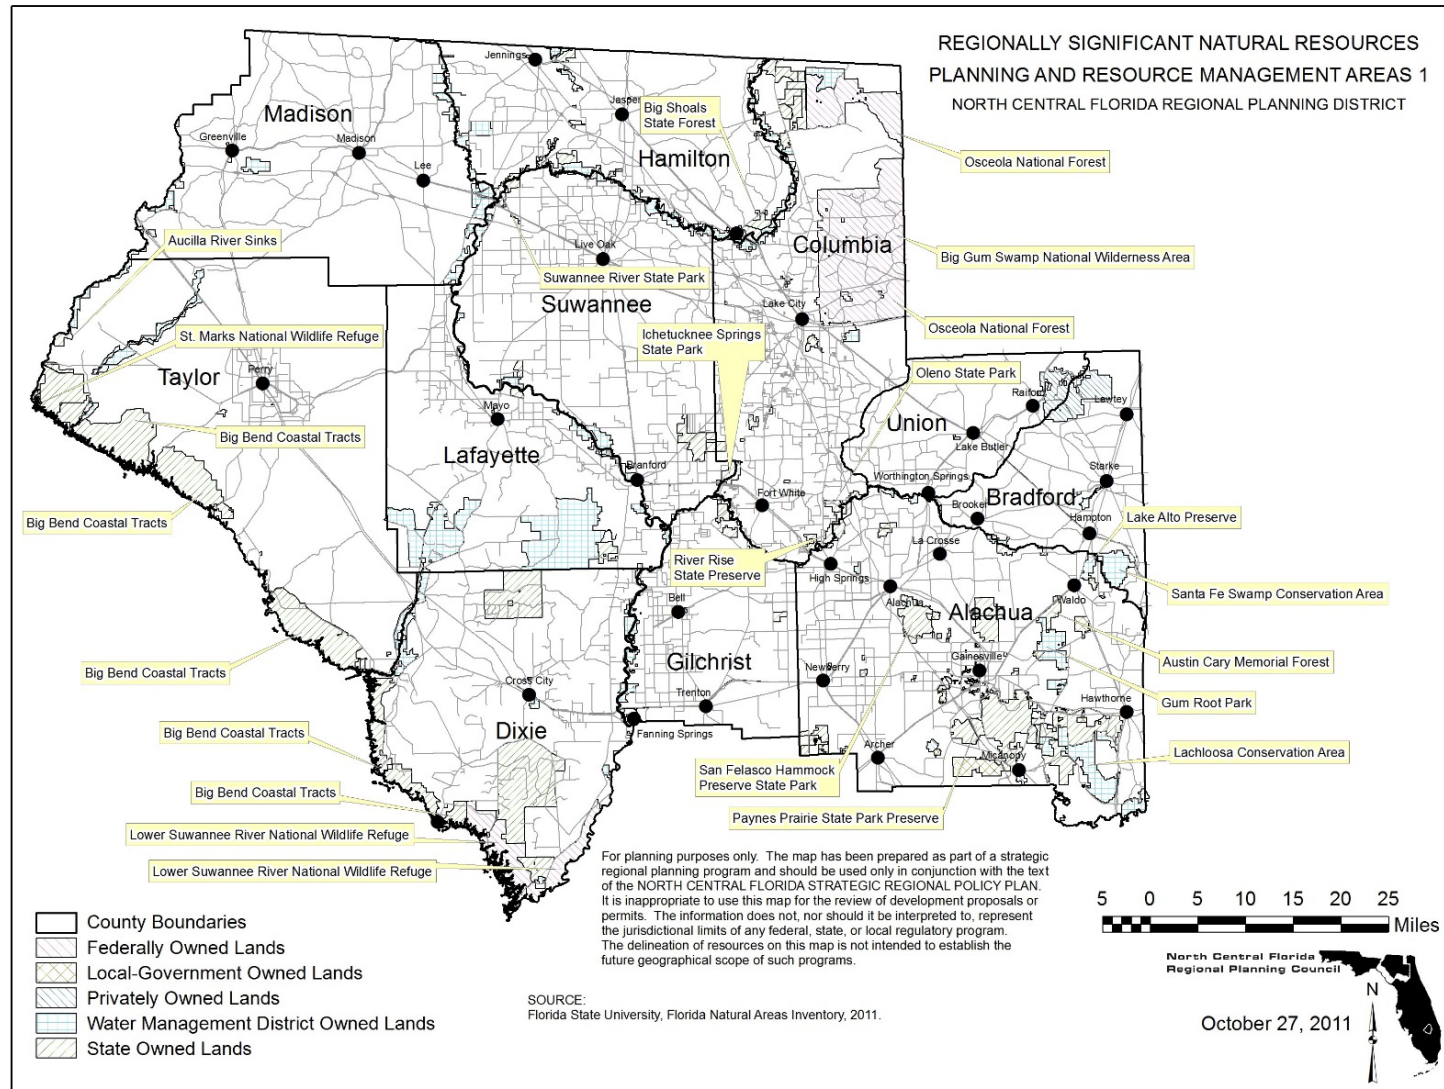 REGIONALLY SIGNIFICANT NATURAL RESOURCES
PLANNING AND RESOURCE MANAGEMENT AREAS 1
NORTH CENTRAL FLORIDA REGIONAL PLANNING DISTRICT
Jennings
Jasper
Big Shoals
State Forest
Madison
Greenville
Madison
Lee
Hamilton
Osceola National Forest
Aucilla River Sinks
Live Oak
Columbia
Big Gum Swamp National Wilderness Area
Suwannee River State Park
Suwannee
Lake City
Osceola National Forest
St. Marks National Wildlife Refuge
Ichetucknee Springs
State Park
Taylor
Perry
Oleno State Park
Mayo
Union
Raiford
Lawtey
Big Bend Coastal Tracts
Lafayette
Lake Butler
Branford
Worthington Springs
Starke
Fort White
Bradford
Brooker
Hampton
Lake Alto Preserve
Big Bend Coastal Tracts
La Crosse
River Rise
State Preserve
High Springs
Bell
Alachua
Alachua
Waldo
Santa Fe Swamp Conservation Area
Gilchrist
Newberry
Gainesville
Austin Cary Memorial Forest
Big Bend Coastal Tracts
Cross City
Trenton
Hawthorne
Gum Root Park
Dixie
Fanning Springs
Big Bend Coastal Tracts
Archer
Micanopy
Lachloosa Conservation Area
San Felasco Hammock
Preserve State Park
Big Bend Coastal Tracts
Paynes Prairie State Park Preserve
Lower Suwannee River National Wildlife Refuge
Lower Suwannee River National Wildlife Refuge
For planning purposes only. The map has been prepared as part of a strategic
regional planning program and should be used only in conjunction with the text
of the NORTH CENTRAL FLORIDA STRATEGIC REGIONAL POLICY PLAN.
It is inappropriate to use this map for the review of development proposals or
permits. The information does not, nor should it be interpreted to, represent
the jurisdictional limits of any federal, state, or local regulatory program.
The delineation of resources on this map is not intended to establish the
future geographical scope of such programs.
County Boundaries
Federally Owned Lands
Local-Government Owned Lands
Privately Owned Lands
Water Management District Owned Lands
State Owned Lands
SOURCE:
Florida State University, Florida Natural Areas Inventory, 2011.
5 0 5 10 15 20 25
Miles
North Central Florida
Regional Planning Council
N
October 27, 2011